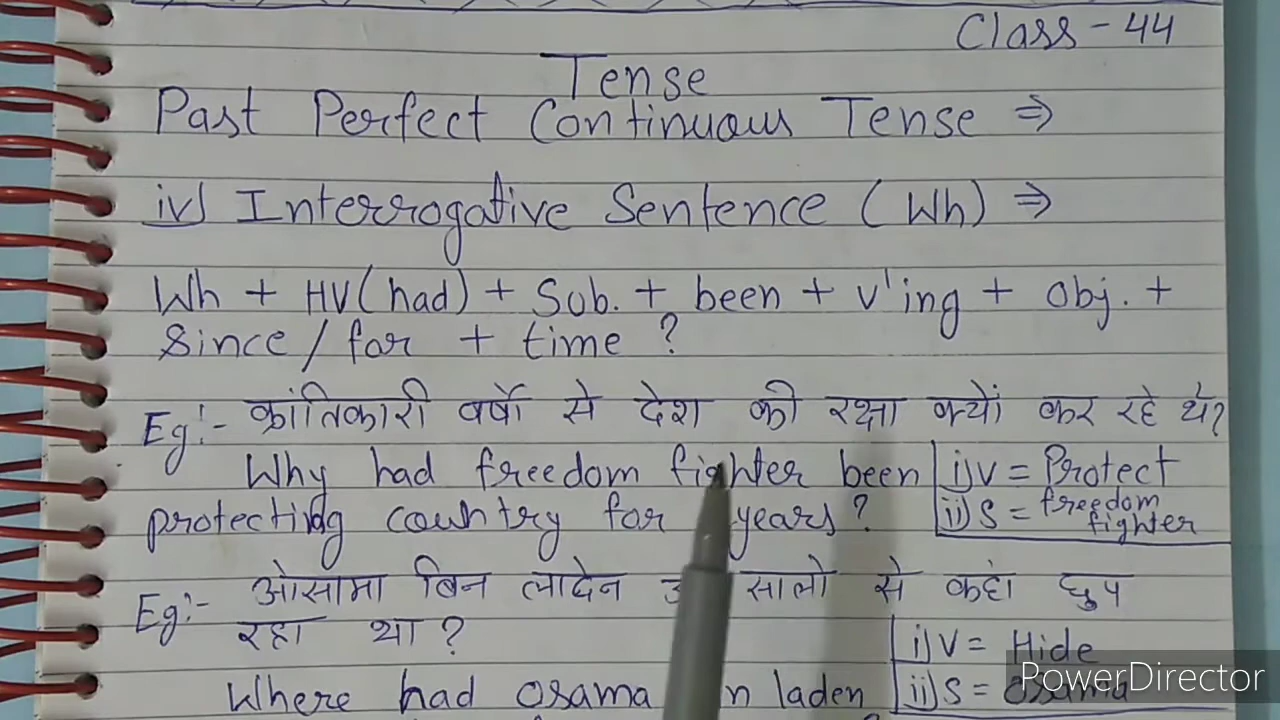 Class - 44
Tense
Past Perfect Continuous Tense ⇒
iv) Interrogative Sentence (Wh) ⇒
Wh + HV(had) + Sub. + been + v'ing + Obj. +
Since / for + time ?
Eg:- क्रांतिकारी वर्षो से देश की रक्षा क्यों कर रहे थे?
Why had freedom fighter been
protecting country for years?
i) V = Protect
ii) S = freedom
fighter
Eg:- ओसामा बिन लादेन सालो से कहां छुप
रहा था ?
i) V = Hide
ii) S = Osama
Where had Osama laden
PowerDirector